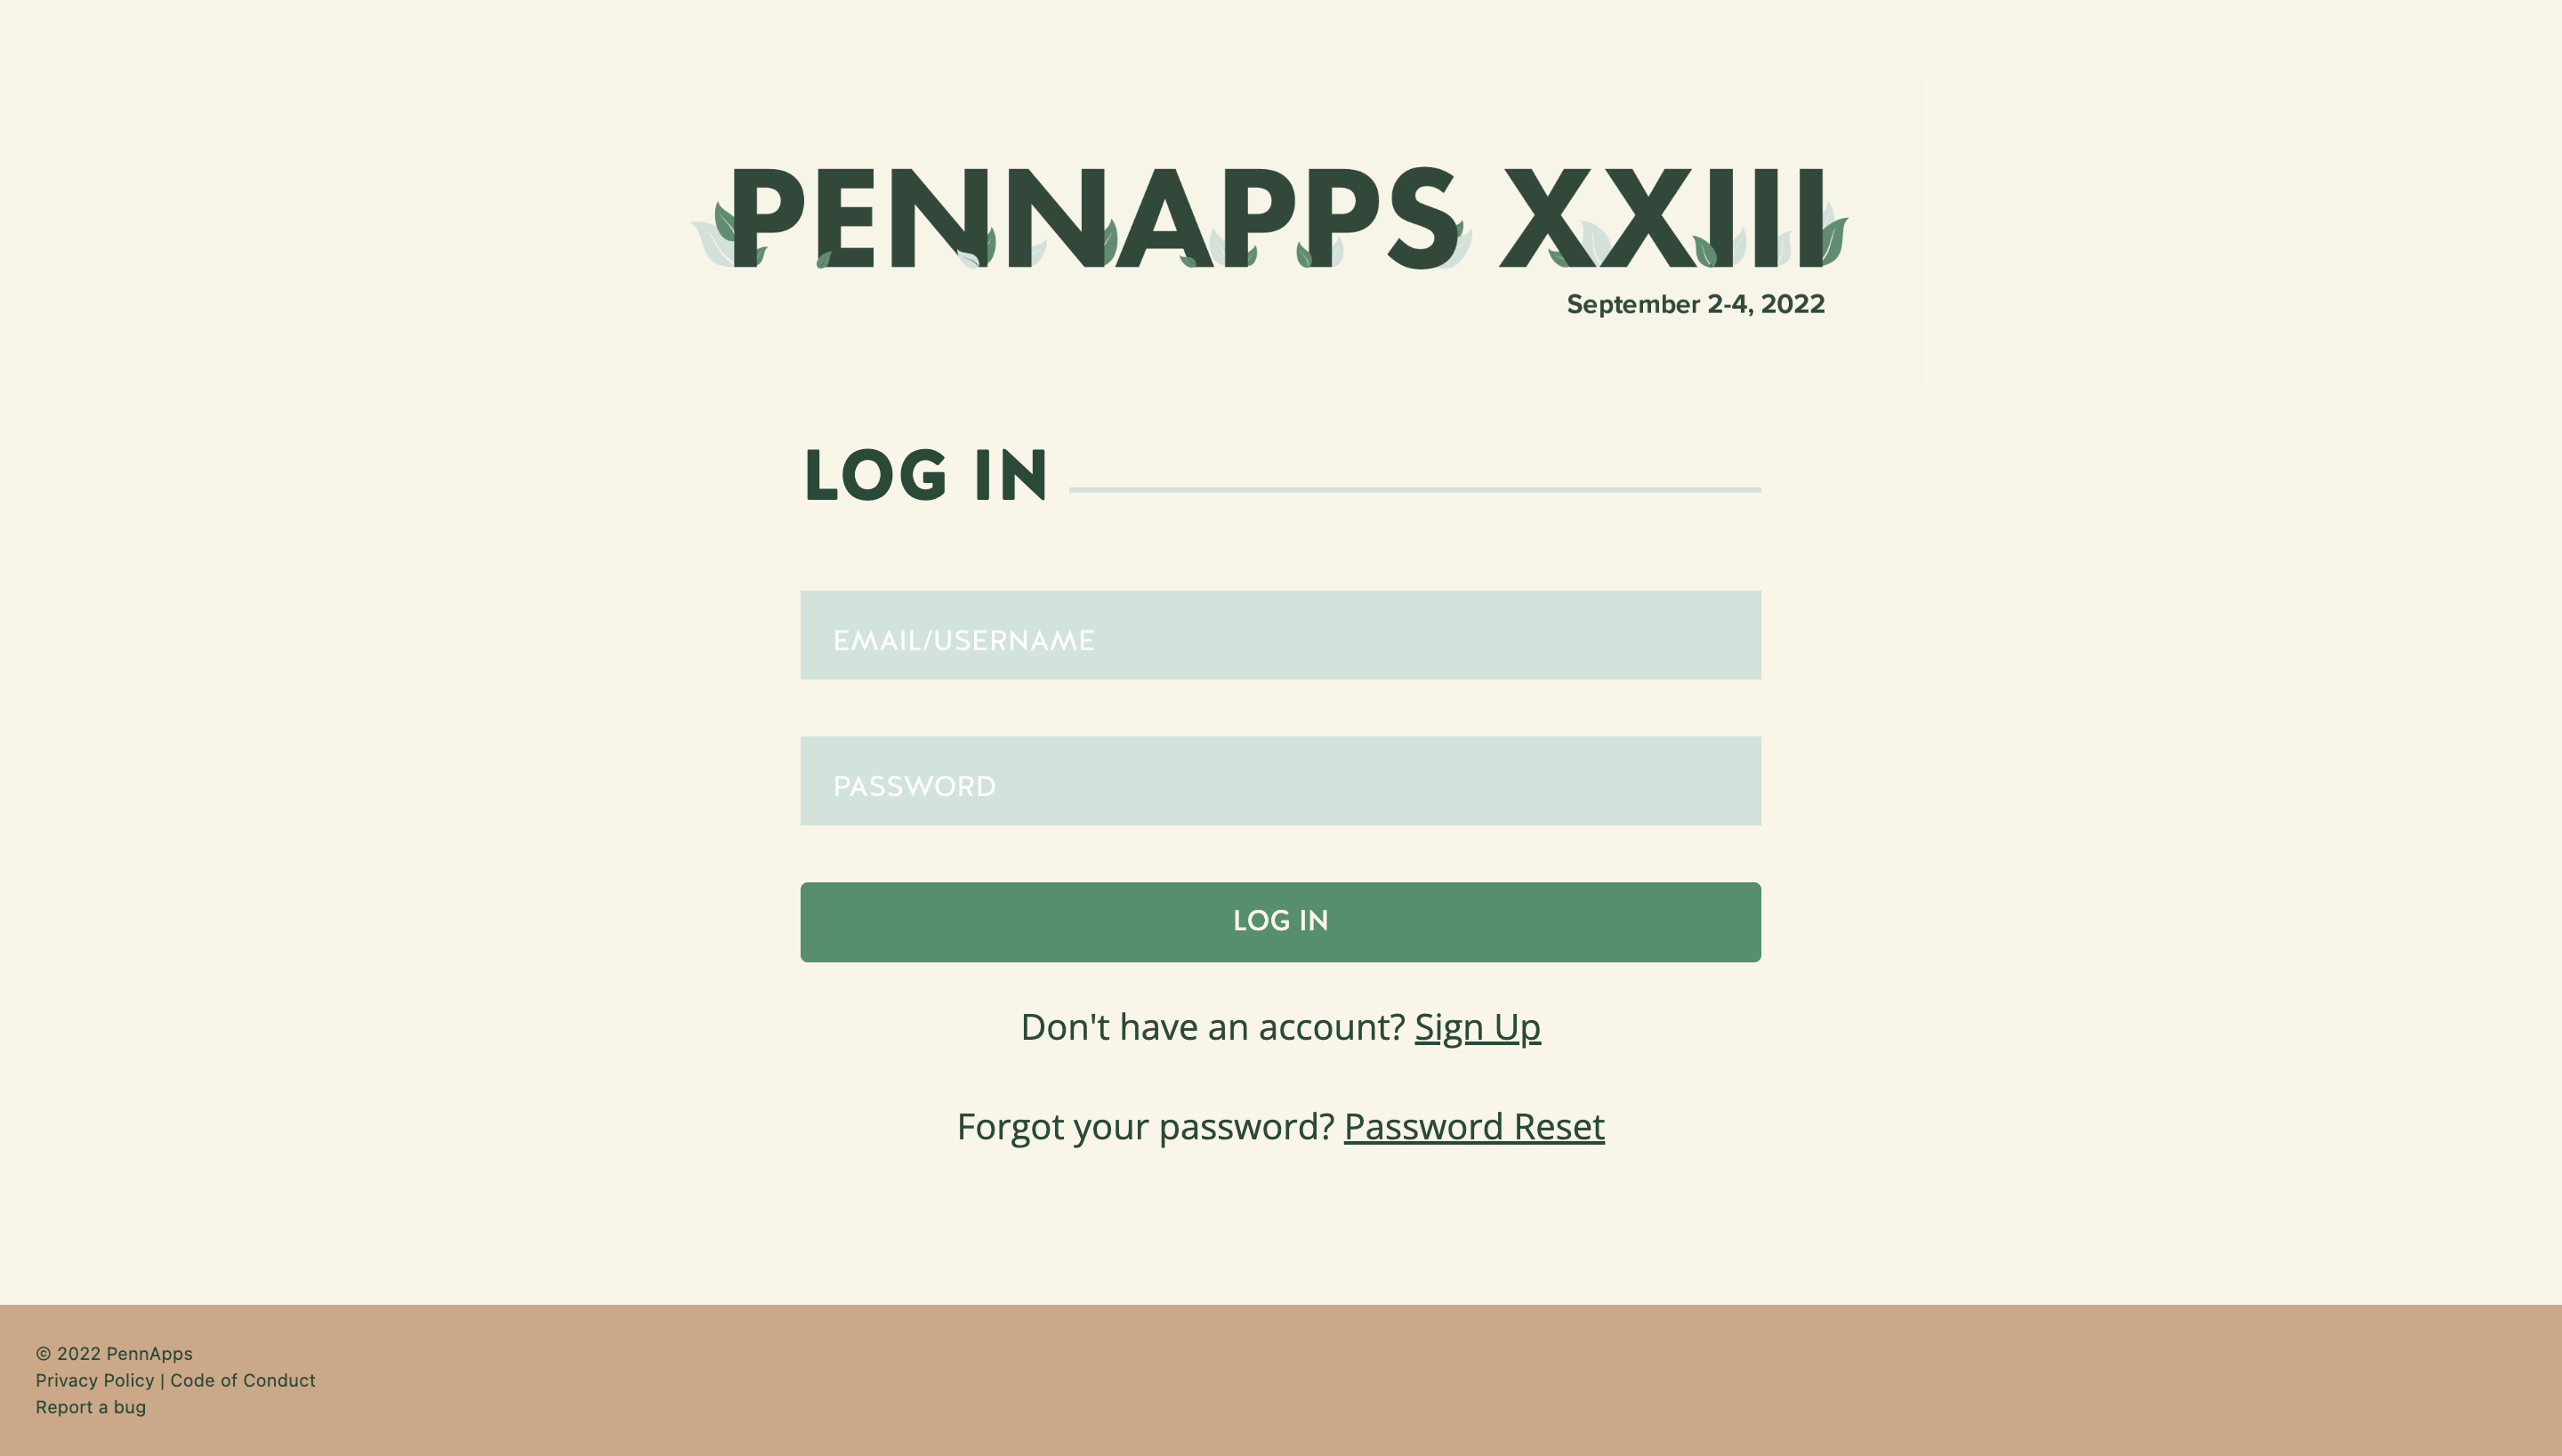 PENNAPPS XXIII
September 2-4, 2022
LOG IN
EMAIL/USERNAME
PASSWORD
LOG IN
Don't have an account? Sign Up
Forgot your password? Password Reset
© 2022 PennApps
Privacy Policy | Code of Conduct
Report a bug